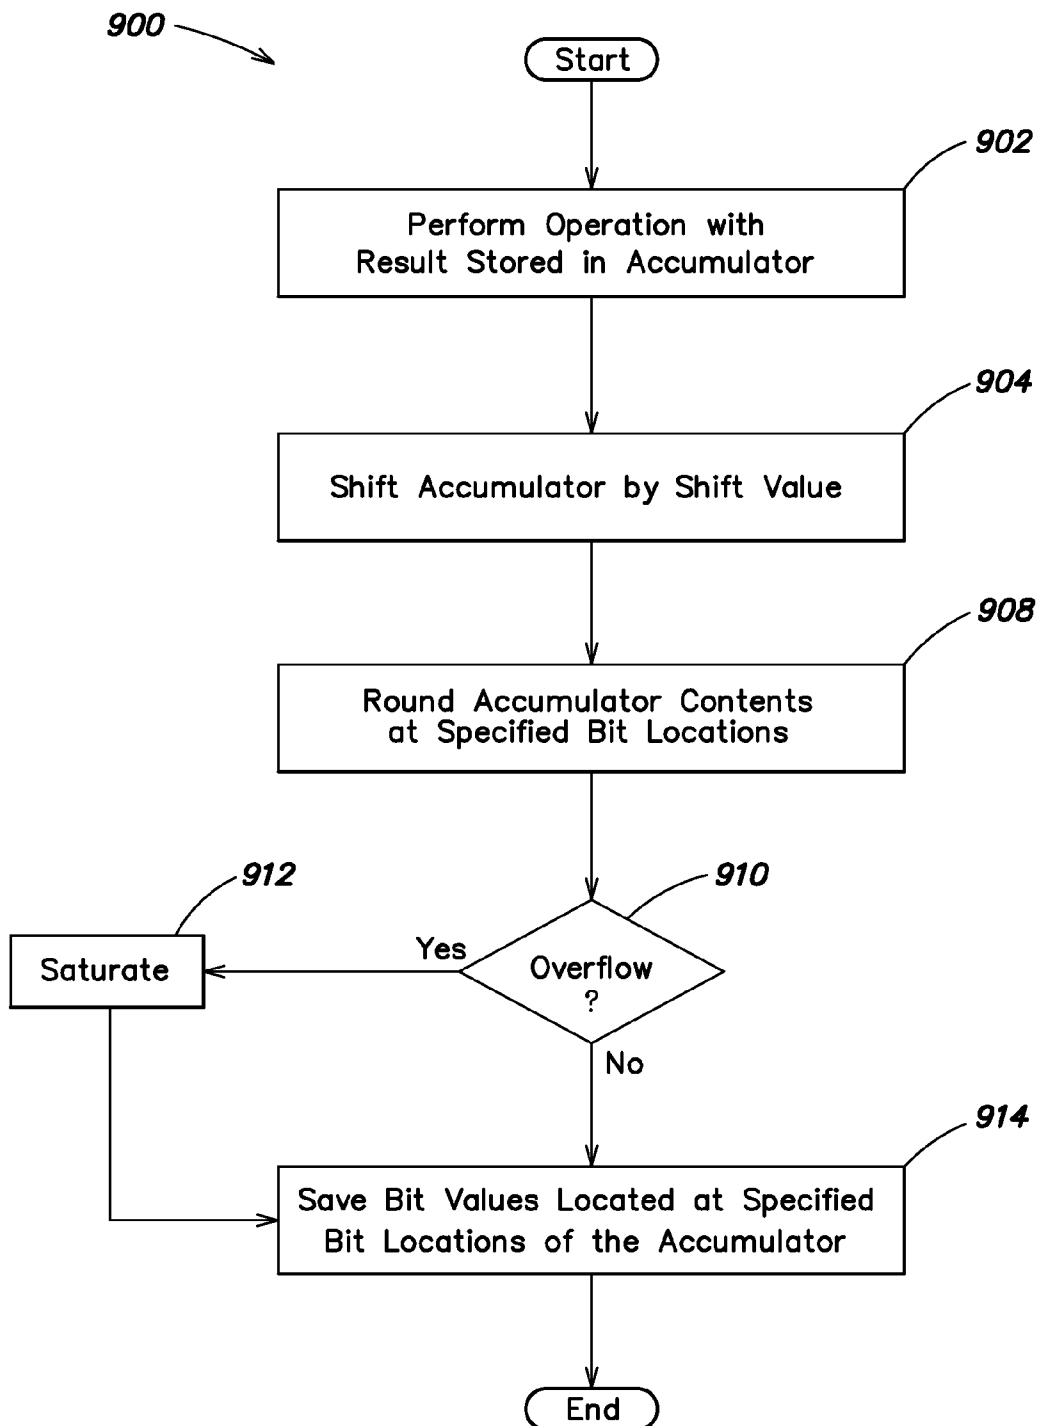 900
Start
902
Perform Operation with
Result Stored in Accumulator
904
Shift Accumulator by Shift Value
908
Round Accumulator Contents
at Specified Bit Locations
912
910
Yes
Saturate
Overflow
?
No
914
Save Bit Values Located at Specified
Bit Locations of the Accumulator
End